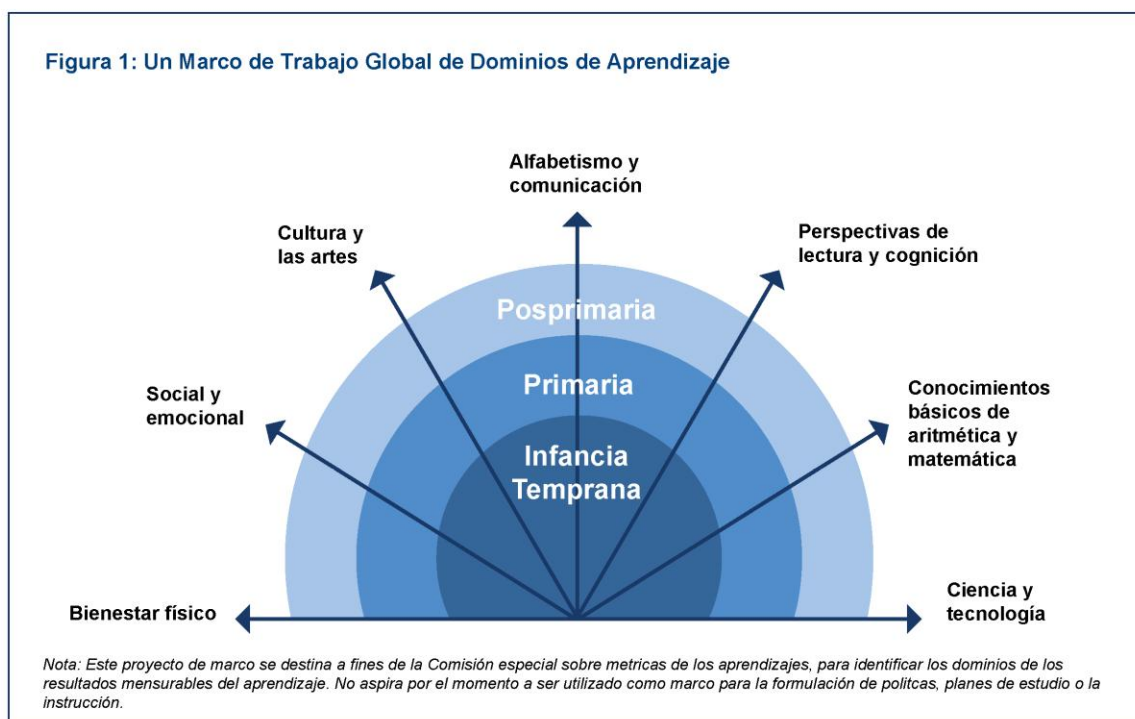 Figura 1: Un Marco de Trabajo Global de Dominios de Aprendizaje
Alfabetismo y
comunicación
Cultura y
las artes
Perspectivas de
lectura y cognición
Posprimaria
Primaria
Social y
emocional
Conocimientos
básicos de
aritmética y
matemática
Infancia
Temprana
Bienestar físico
Ciencia y
tecnología
Nota: Este proyecto de marco se destina a fines de la Comisión especial sobre metricas de los aprendizajes, para identificar los dominios de los
resultados mensurables del aprendizaje. No aspira por el momento a ser utilizado como marco para la formulación de politcas, planes de estudio o la
instrucción.